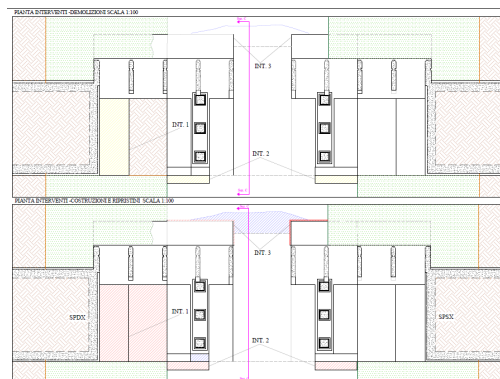 PIANTA INTERVENTI -DEMOLIZIONI SCALA 1:100
INT. 3
INT. 1
INT. 2
PIANTA INTERVENTI -COSTRUZIONI E RIPRISTINI SCALA 1:100
INT. 3
INT. 1
SPDX
SPSX
INT. 2